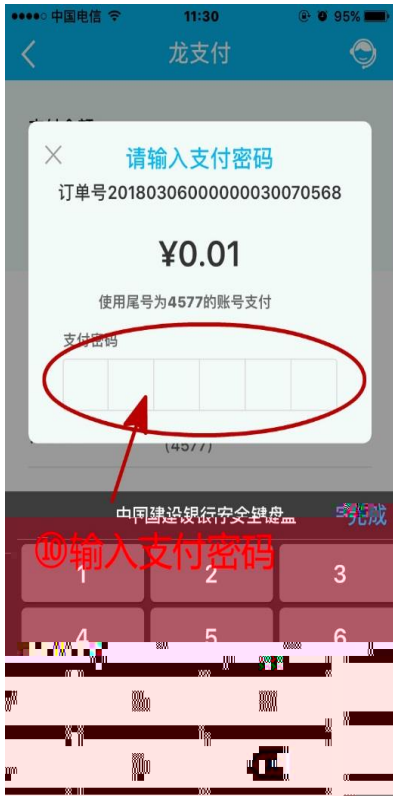 中国电信 11:30 95%
龙支付
请输入支付密码
订单号20180306000000030070568
¥0.01
使用尾号为4577的账号支付
支付密码
(4577)
中国建设银行安全键盘 完成
⑩输入支付密码
1 2 3
4 5 6